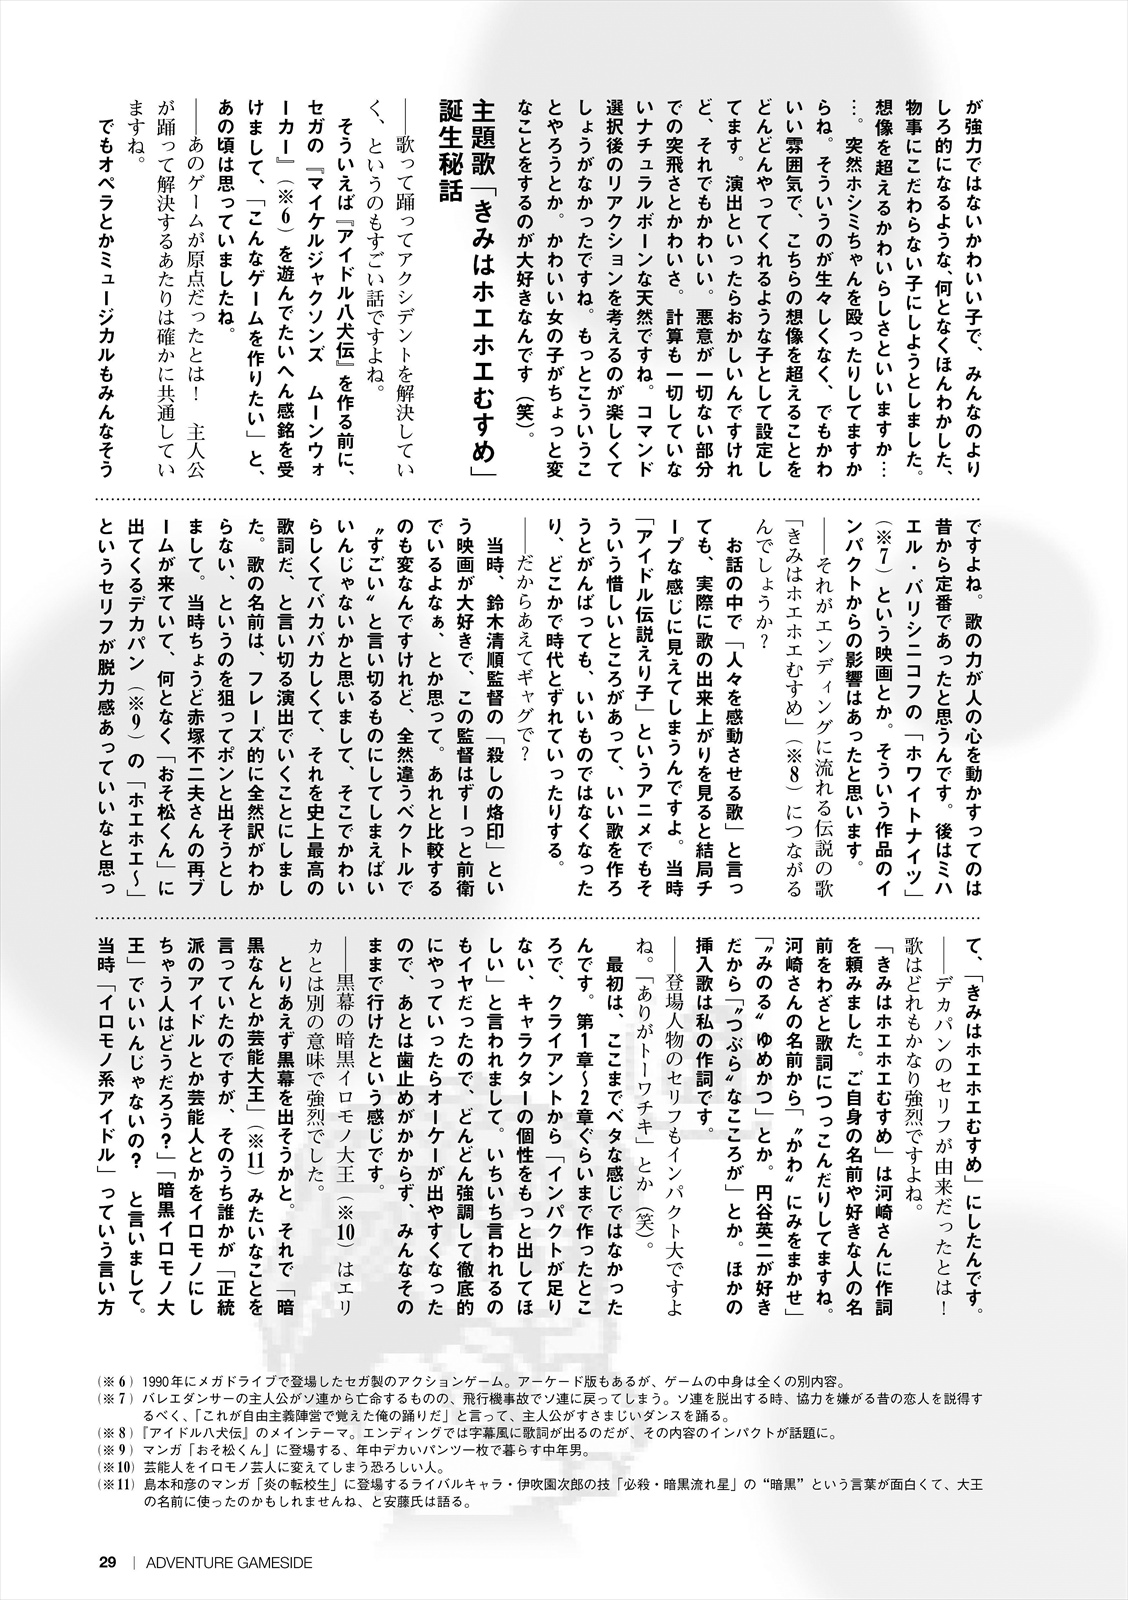 が強力ではないかわいい子で、みんなのより
しろ的になるような、何となくほんわかした、
物事にこだわらない子にしようとしました。
想像を超えるかわいらしさといいますか…
…。突然ホシミちゃんを殴ったりしてますか
らね。そういうのが生々しくなく、でもかわ
いい雰囲気で、こちらの想像を超えることを
どんどんやってくれるような子として設定し
てます。演出といったらおかしいんですけれ
ど、それでもかわいい。悪意が一切ない部分
での突飛さとかわいさ。計算も一切していな
いナチュラルボーンな天然ですね。コマンド
選択後のリアクションを考えるのが楽しくて
しょうがなかったですね。もっとこういうこ
とやろうとか。かわいい女の子がちょっと変
なことをするのが大好きなんです（笑）。
主題歌「きみはホエホエむすめ」
誕生秘話
――歌って踊ってアクシデントを解決してい
く、というのもすごい話ですよね。
そういえば『アイドル八犬伝』を作る前に、
セガの『マイケルジャクソンズ　ムーンウォ
ーカー』（※6）を遊んでたいへん感銘を受
けまして、「こんなゲームを作りたい」と、
あの頃は思っていましたね。
――あのゲームが原点だったとは！　主人公
が踊って解決するあたりは確かに共通してい
ますね。
でもオペラとかミュージカルもみんなそう
ですよね。歌の力が人の心を動かすってのは
昔から定番であったと思うんです。後はミハ
エル・バリシニコフの「ホワイトナイツ」
（※7）という映画とか。そういう作品のイ
ンパクトからの影響はあったと思います。
――それがエンディングに流れる伝説の歌
「きみはホエホエむすめ」（※8）につながる
んでしょうか？
お話の中で「人々を感動させる歌」と言っ
ても、実際に歌の出来上がりを見ると結局チ
ープな感じに見えてしまうんですよ。当時
「アイドル伝説えり子」というアニメでもそ
ういう惜しいところがあって、いい歌を作ろ
うとがんばっても、いいものではなくなった
り、どこかで時代とずれていったりする。
――だからあえてギャグで？
当時、鈴木清順監督の「殺しの烙印」とい
う映画が大好きで、この監督はずーっと前衛
でいるよなぁ、とか思って。あれと比較する
のも変なんですけれど、全然違うベクトルで
〝すごい〟と言い切るものにしてしまえばい
いんじゃないかと思いまして、そこでかわい
らしくてバカバカしくて、それを史上最高の
歌詞だ、と言い切る演出でいくことにしまし
た。歌の名前は、フレーズ的に全然訳がわか
らない、というのを狙ってポンと出そうとし
まして。当時ちょうど赤塚不二夫さんの再ブ
ームが来ていて、何となく「おそ松くん」に
出てくるデカパン（※9）の「ホエホエ〜」
というセリフが脱力感あっていいなと思っ
て、「きみはホエホエむすめ」にしたんです。
――デカパンのセリフが由来だったとは！
歌はどれもかなり強烈ですよね。
「きみはホエホエむすめ」は河崎さんに作詞
を頼みました。ご自身の名前や好きな人の名
前をわざと歌詞につっこんだりしてますね。
河崎さんの名前から「〝かわ〟にみをまかせ」
「〝みのる〟ゆめかつ」とか。円谷英二が好き
だから「〝つぶら〟なこころが」とか。ほかの
挿入歌は私の作詞です。
――登場人物のセリフもインパクト大ですよ
ね。「ありがトーワチキ」とか（笑）。
最初は、ここまでベタな感じではなかった
んです。第1章〜2章ぐらいまで作ったとこ
ろで、クライアントから「インパクトが足り
ない、キャラクターの個性をもっと出してほ
しい」と言われまして。いちいち言われるの
もイヤだったので、どんどん強調して徹底的
にやっていったらオーケーが出やすくなった
ので、あとは歯止めがかからず、みんなその
ままで行けたという感じです。
――黒幕の暗黒イロモノ大王（※10）はエリ
カとは別の意味で強烈でした。
とりあえず黒幕を出そうかと。それで「暗
黒なんとか芸能大王」（※11）みたいなことを
言っていたのですが、そのうち誰かが「正統
派のアイドルとか芸能人とかをイロモノにし
ちゃう人はどうだろう？」「暗黒イロモノ大
王」でいいんじゃないの？　と言いまして。
当時「イロモノ系アイドル」っていう言い方
（※6）1990年にメガドライブで登場したセガ製のアクションゲーム。アーケード版もあるが、ゲームの中身は全くの別内容。
（※7）バレエダンサーの主人公がソ連から亡命するものの、飛行機事故でソ連に戻ってしまう。ソ連を脱出する時、協力を嫌がる昔の恋人を説得す
るべく、「これが自由主義陣営で覚えた俺の踊りだ」と言って、主人公がすさまじいダンスを踊る。
（※8）『アイドル八犬伝』のメインテーマ。エンディングでは字幕風に歌詞が出るのだが、その内容のインパクトが話題に。
（※9）マンガ「おそ松くん」に登場する、年中デカいパンツ一枚で暮らす中年男。
（※10）芸能人をイロモノ芸人に変えてしまう恐ろしい人。
（※11）島本和彦のマンガ「炎の転校生」に登場するライバルキャラ・伊吹園次郎の技「必殺・暗黒流れ星」の“暗黒”という言葉が面白くて、大王
の名前に使ったのかもしれませんね、と安藤氏は語る。
29 | ADVENTURE GAMESIDE